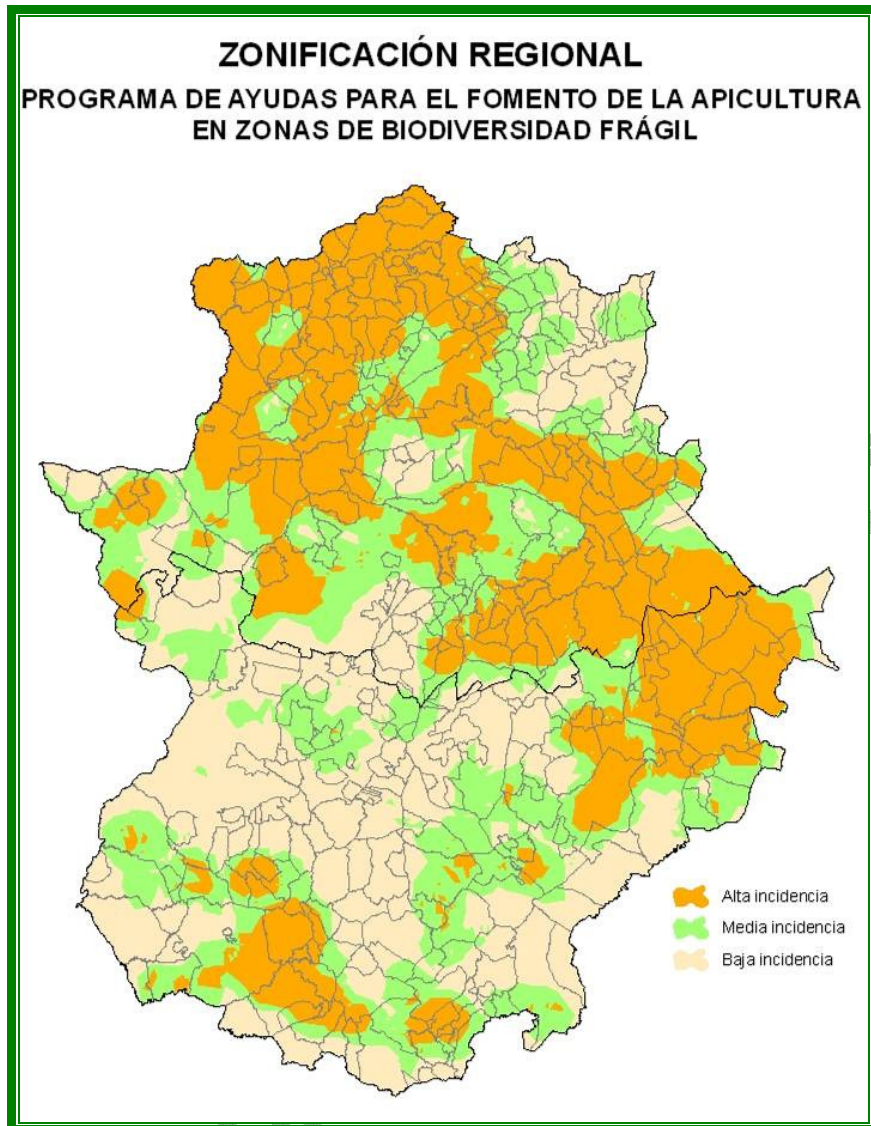 ZONIFICACIÓN REGIONAL
PROGRAMA DE AYUDAS PARA EL FOMENTO DE LA APICULTURA
EN ZONAS DE BIODIVERSIDAD FRÁGIL
Alta incidencia
Media incidencia
Baja incidencia